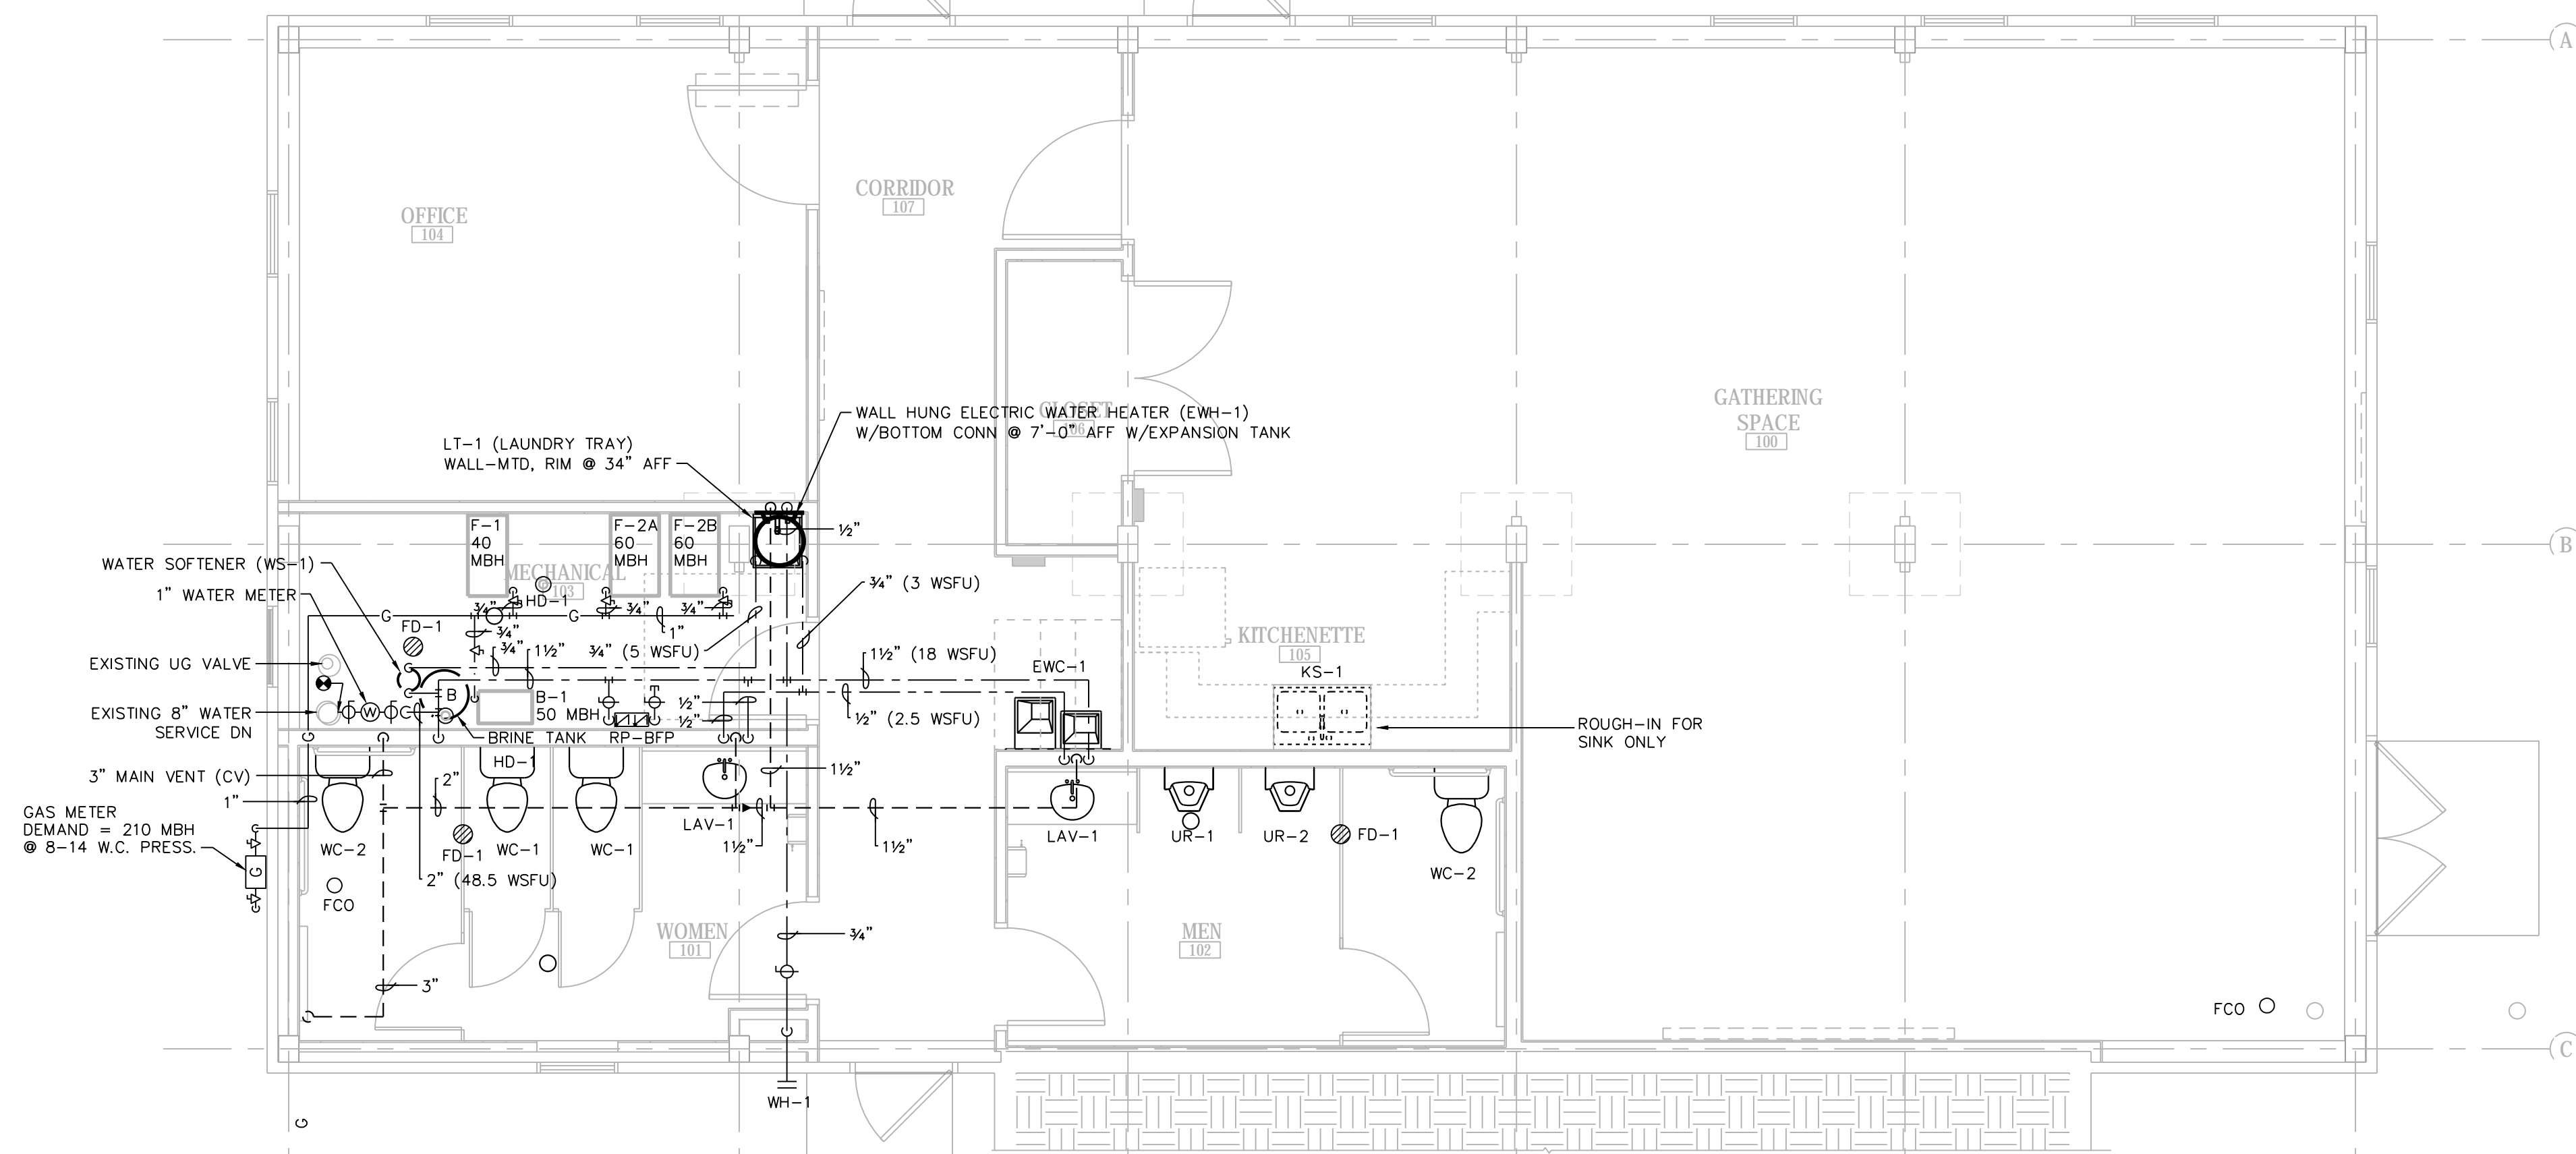 A
CORRIDOR
107
OFFICE
104
GATHERING
SPACE
100
CLOSET
106
WALL HUNG ELECTRIC WATER HEATER (EWH-1)
W/BOTTOM CONN @ 7'-0" AFF W/EXPANSION TANK
LT-1 (LAUNDRY TRAY)
WALL-MTD, RIM @ 34" AFF
½"
F-1
40
MBH
F-2A
60
MBH
F-2B
60
MBH
B
MECHANICAL
103
HD-1
WATER SOFTENER (WS-1)
1" WATER METER
¾" (3 WSFU)
¾"
¾"
¾"
G
G
FD-1
¾"
¾"
1½"
¾" (5 WSFU)
1"
KITCHENETTE
105
EXISTING UG VALVE
1½" (18 WSFU)
EWC-1
KS-1
B
B-1
50 MBH
½"
½"
½" (2.5 WSFU)
W
EXISTING 8" WATER
SERVICE DN
G
BRINE TANK
RP-BFP
ROUGH-IN FOR
SINK ONLY
HD-1
3" MAIN VENT (CV)
2"
1½"
1"
GAS METER
DEMAND = 210 MBH
@ 8-14 W.C. PRESS.
G
WC-2
FD-1
WC-1
WC-1
LAV-1
1½"
1½"
LAV-1
UR-1
UR-2
FD-1
WC-2
2" (48.5 WSFU)
FCO
WOMEN
101
¾"
MEN
102
3"
FCO
C
WH-1
G